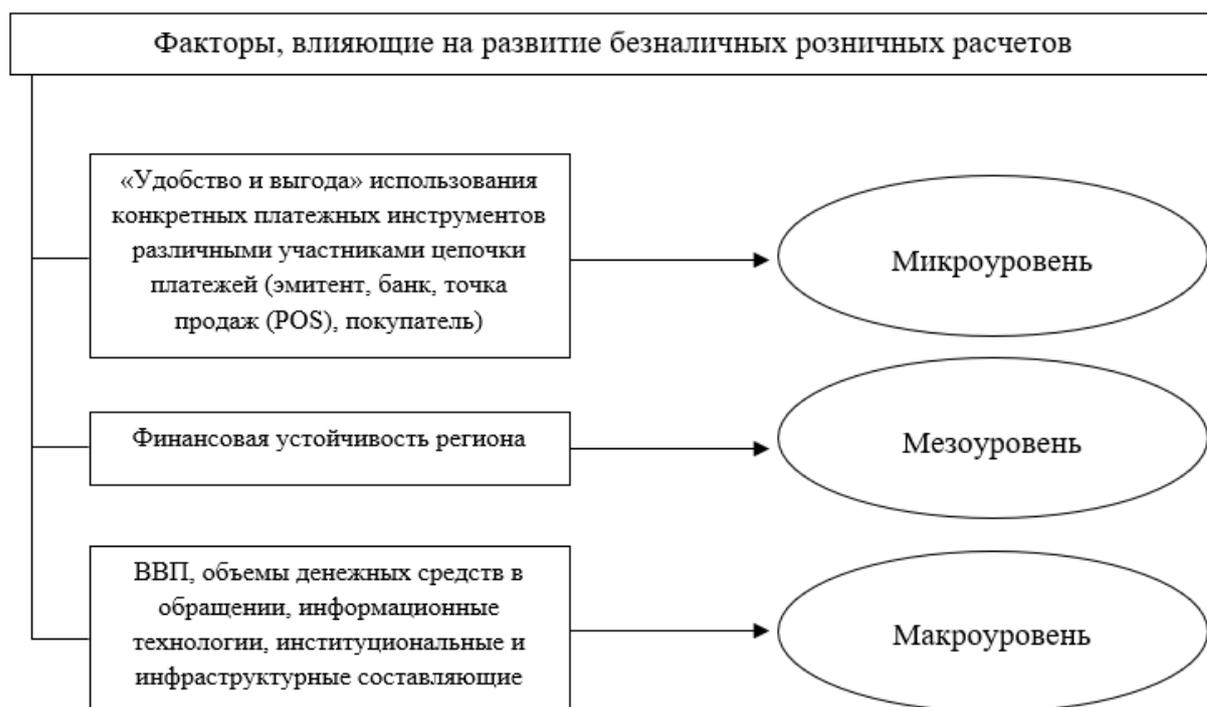 Факторы, влияющие на развитие безналичных розничных расчетов
«Удобство и выгода» использования
конкретных платежных инструментов
различными участниками цепочки
платежей (эмитент, банк, точка
продаж (POS), покупатель)
Микроуровень
Финансовая устойчивость региона
Мезоуровень
ВВП, объемы денежных средств в
обращении, информационные
технологии, институциональные и
инфраструктурные составляющие
Макроуровень